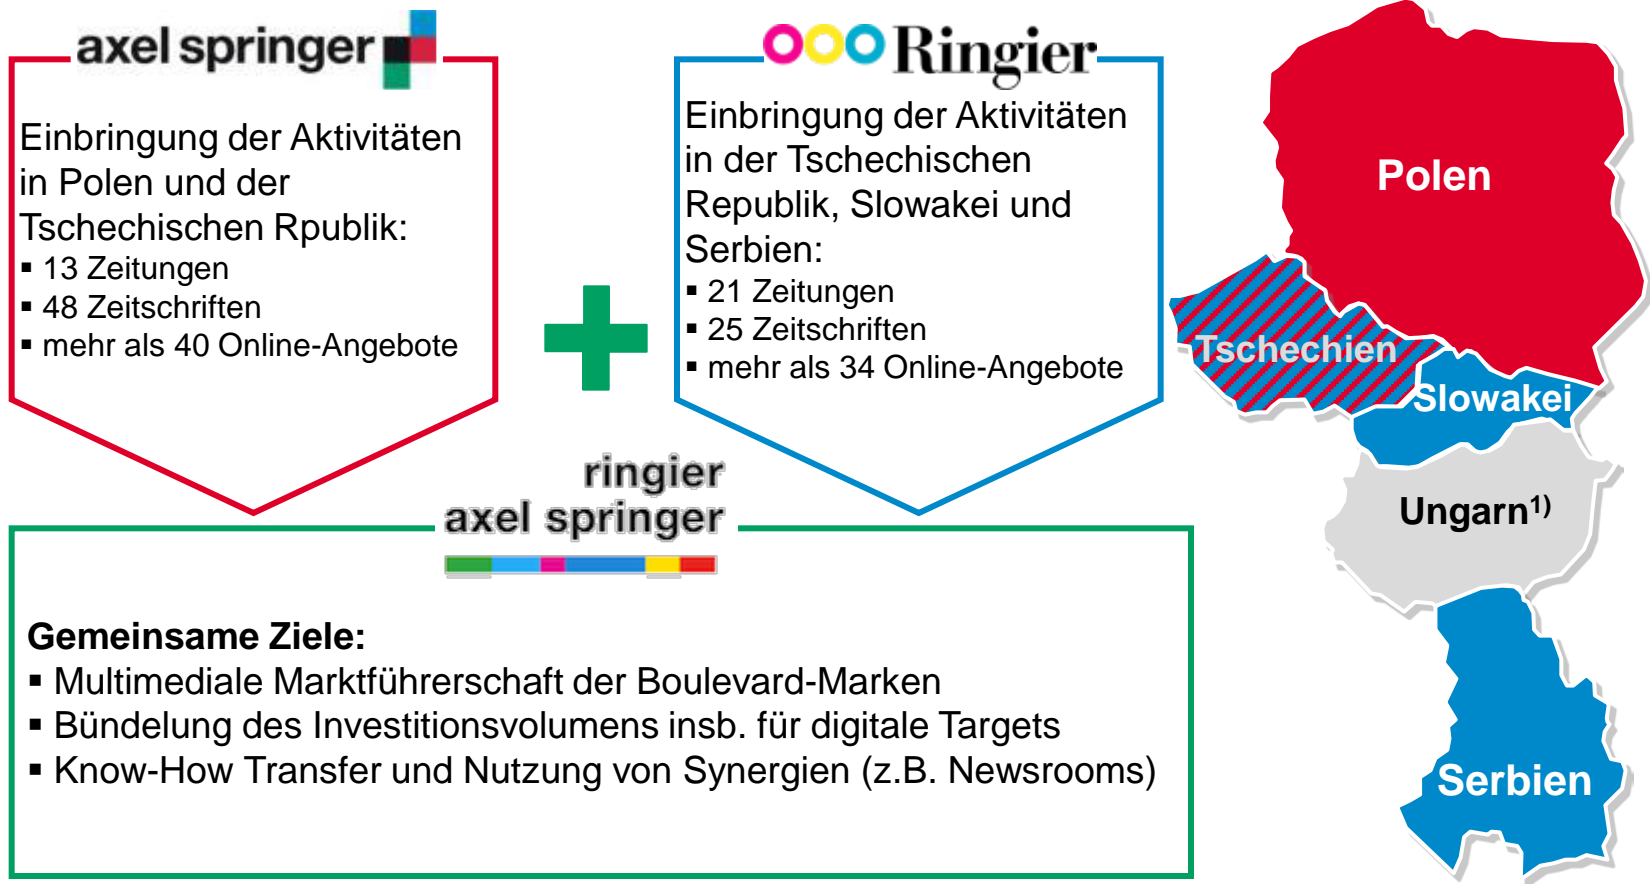 axel springer
Einbringung der Aktivitäten
in Polen und der
Tschechischen Rpublik:
▪ 13 Zeitungen
▪ 48 Zeitschriften
▪ mehr als 40 Online-Angebote
Ringier
Einbringung der Aktivitäten
in der Tschechischen
Republik, Slowakei und
Serbien:
▪ 21 Zeitungen
▪ 25 Zeitschriften
▪ mehr als 34 Online-Angebote
ringier
axel springer
Gemeinsame Ziele:
▪ Multimediale Marktführerschaft der Boulevard-Marken
▪ Bündelung des Investitionsvolumens insb. für digitale Targets
▪ Know-How Transfer und Nutzung von Synergien (z.B. Newsrooms)
Polen
Tschechien
Slowakei
Ungarn¹⁾
Serbien